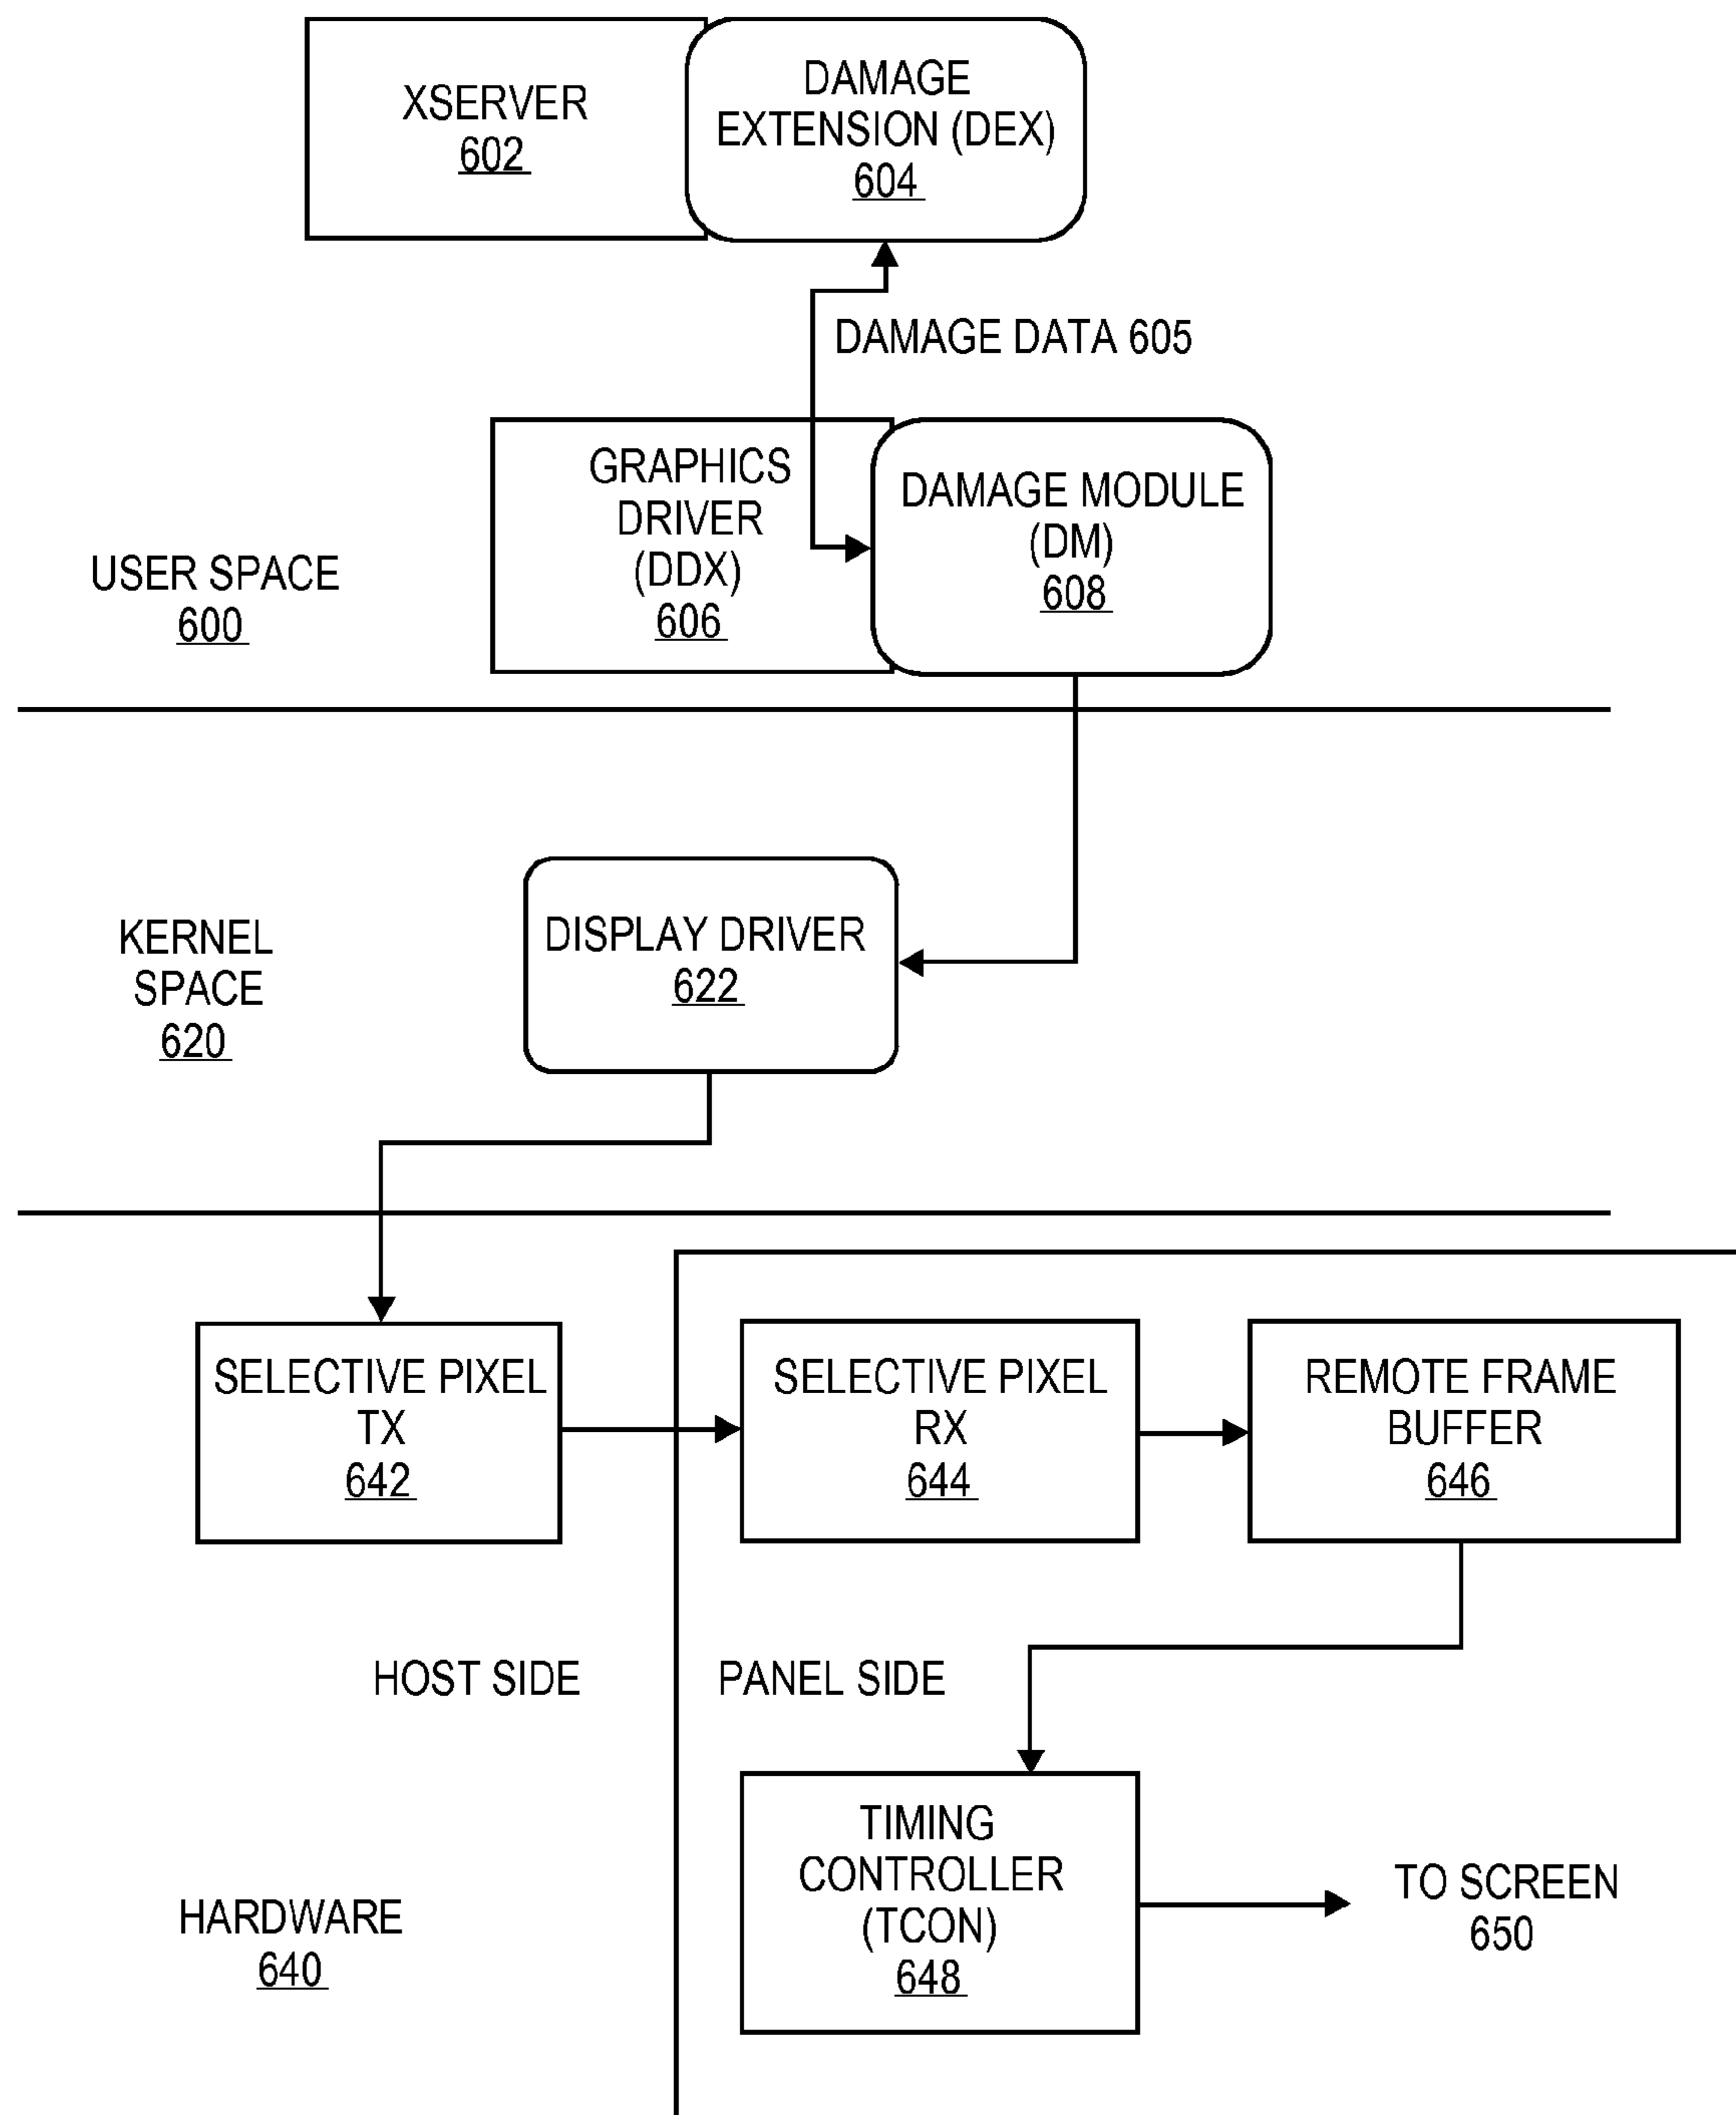 XSERVER
602
DAMAGE
EXTENSION (DEX)
604
DAMAGE DATA 605
GRAPHICS
DRIVER
(DDX)
606
DAMAGE MODULE
(DM)
608
USER SPACE
600
DISPLAY DRIVER
622
KERNEL
SPACE
620
SELECTIVE PIXEL
TX
642
SELECTIVE PIXEL
RX
644
REMOTE FRAME
BUFFER
646
HOST SIDE
PANEL SIDE
TIMING
CONTROLLER
(TCON)
648
TO SCREEN
650
HARDWARE
640